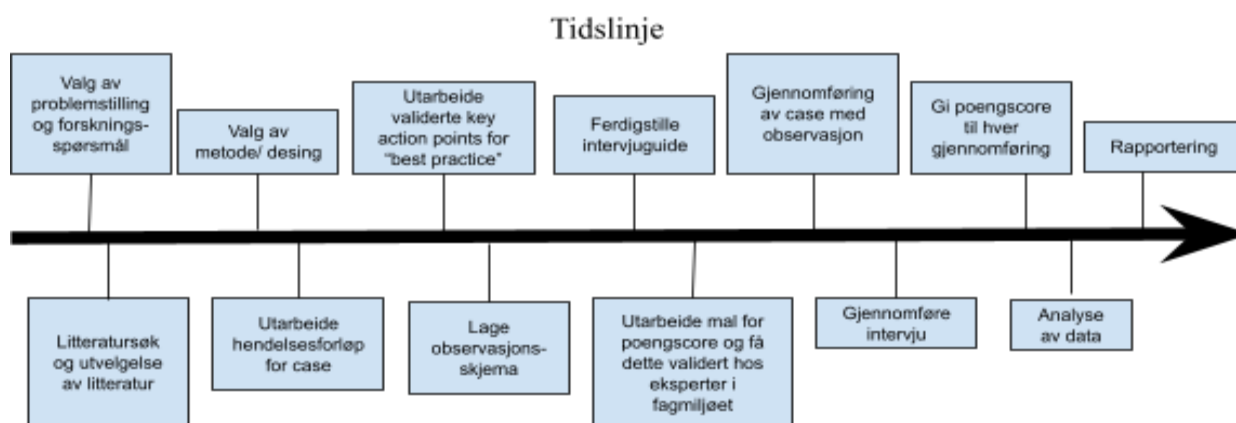 Tidslinje
Valg av
problemstilling
og forsknings-
spørsmål
Valg av
metode/ desing
Utarbeide
validerte key
action points for
“best practice”
Ferdigstille
intervjuguide
Gjennomføring
av case med
observasjon
Gi poengscore
til hver
gjennomføring
Rapportering
Litteratursøk
og utvelgelse
av litteratur
Utarbeide
hendelsesforløp
for case
Lage
observasjons-
skjema
Utarbeide mal for
poengscore og få
dette validert hos
eksperter i
fagmiljøet
Gjennomføre
intervju
Analyse
av data